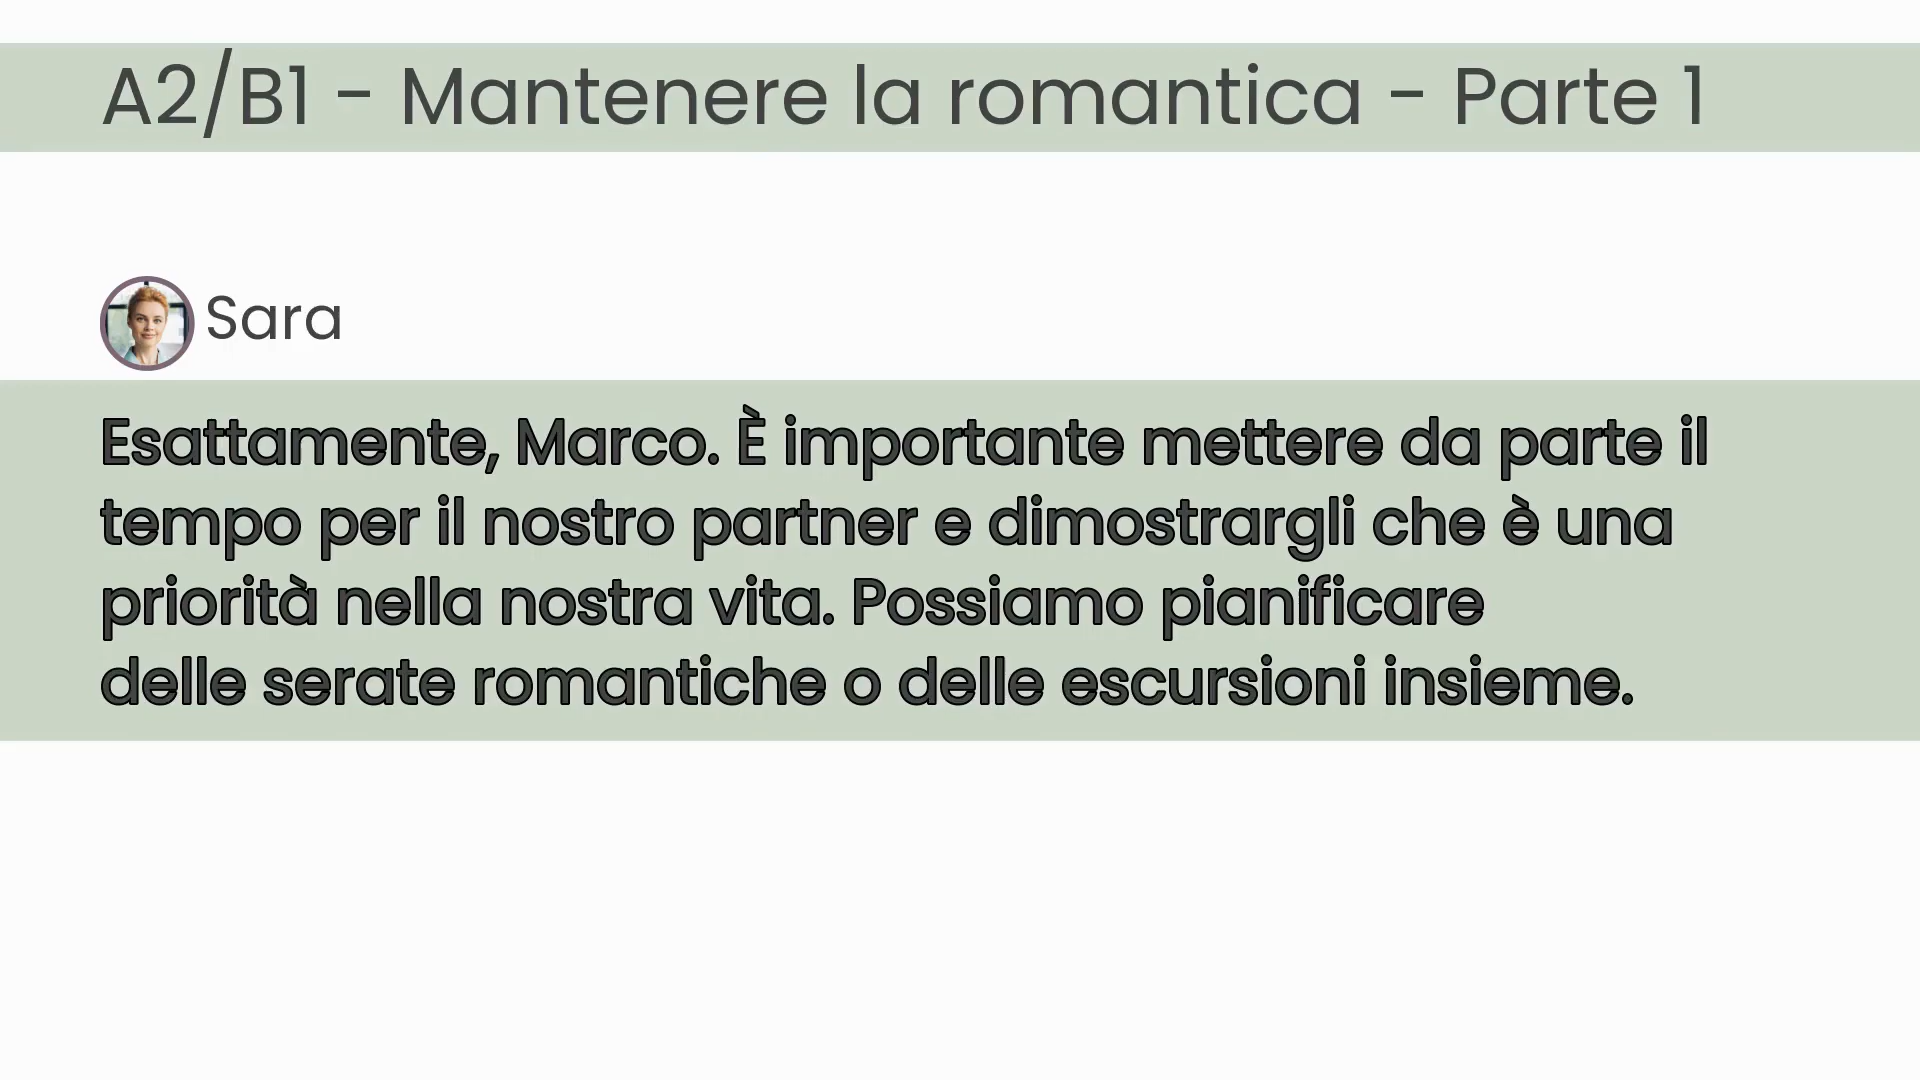 A2/B1 - Mantenere la romantica - Parte 1
Sara
Esattamente, Marco. È importante mettere da parte il
tempo per il nostro partner e dimostrargli che è una
priorità nella nostra vita. Possiamo pianificare
delle serate romantiche o delle escursioni insieme.